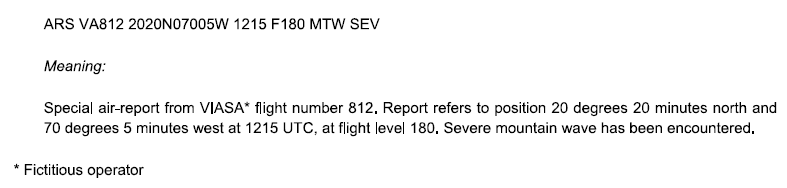 ARS VA812 2020N07005W 1215 F180 MTW SEV
Meaning:
Special air-report from VIASA* flight number 812. Report refers to position 20 degrees 20 minutes north and
70 degrees 5 minutes west at 1215 UTC, at flight level 180. Severe mountain wave has been encountered.
* Fictitious operator